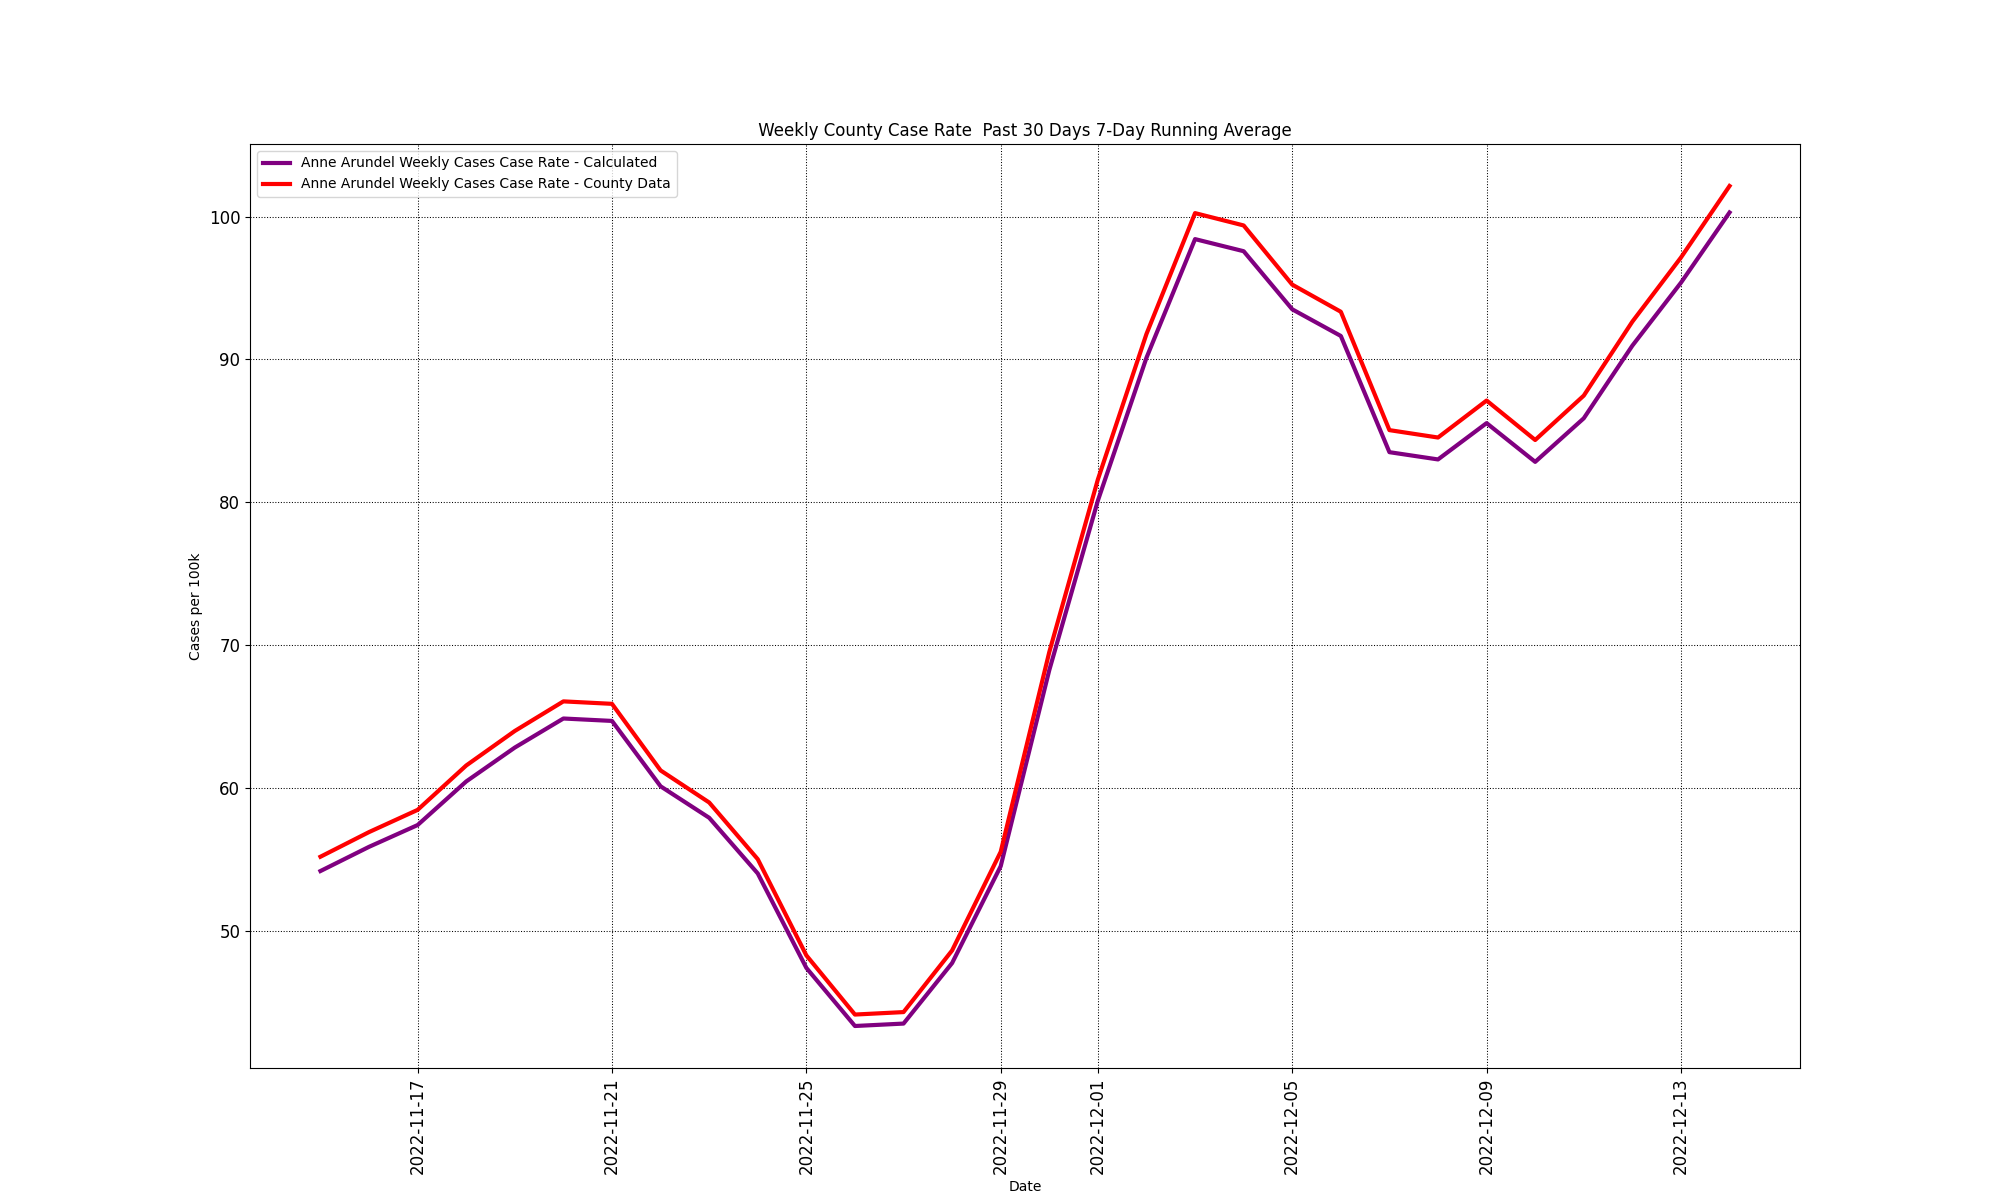 Weekly County Case Rate  Past 30 Days 7-Day Running Average
Anne Arundel Weekly Cases Case Rate - Calculated
Anne Arundel Weekly Cases Case Rate - County Data
100
90
80
70
60
50
Cases per 100k
2022-11-17
2022-11-21
2022-11-25
2022-11-29
2022-12-01
2022-12-05
2022-12-09
2022-12-13
Date